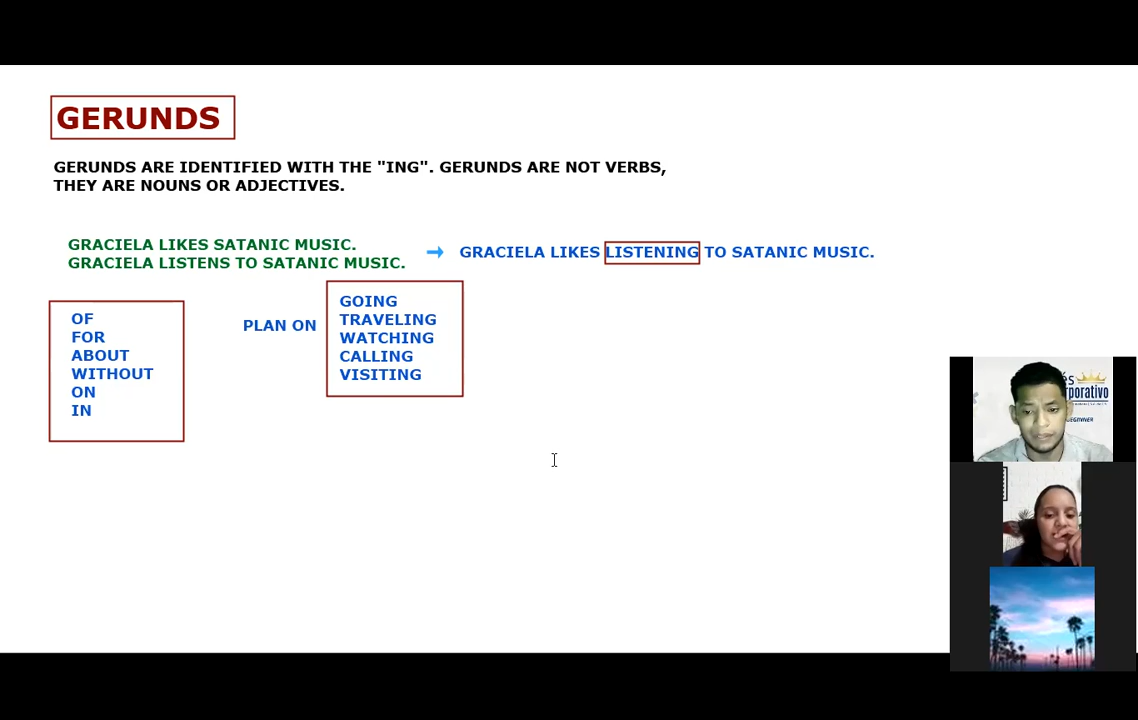 GERUNDS
GERUNDS ARE IDENTIFIED WITH THE "ING". GERUNDS ARE NOT VERBS,
THEY ARE NOUNS OR ADJECTIVES.
GRACIELA LIKES SATANIC MUSIC.
GRACIELA LISTENS TO SATANIC MUSIC.
→ GRACIELA LIKES LISTENING TO SATANIC MUSIC.
OF
FOR
ABOUT
WITHOUT
ON
IN
PLAN ON
GOING
TRAVELING
WATCHING
CALLING
VISITING
és
rporativo